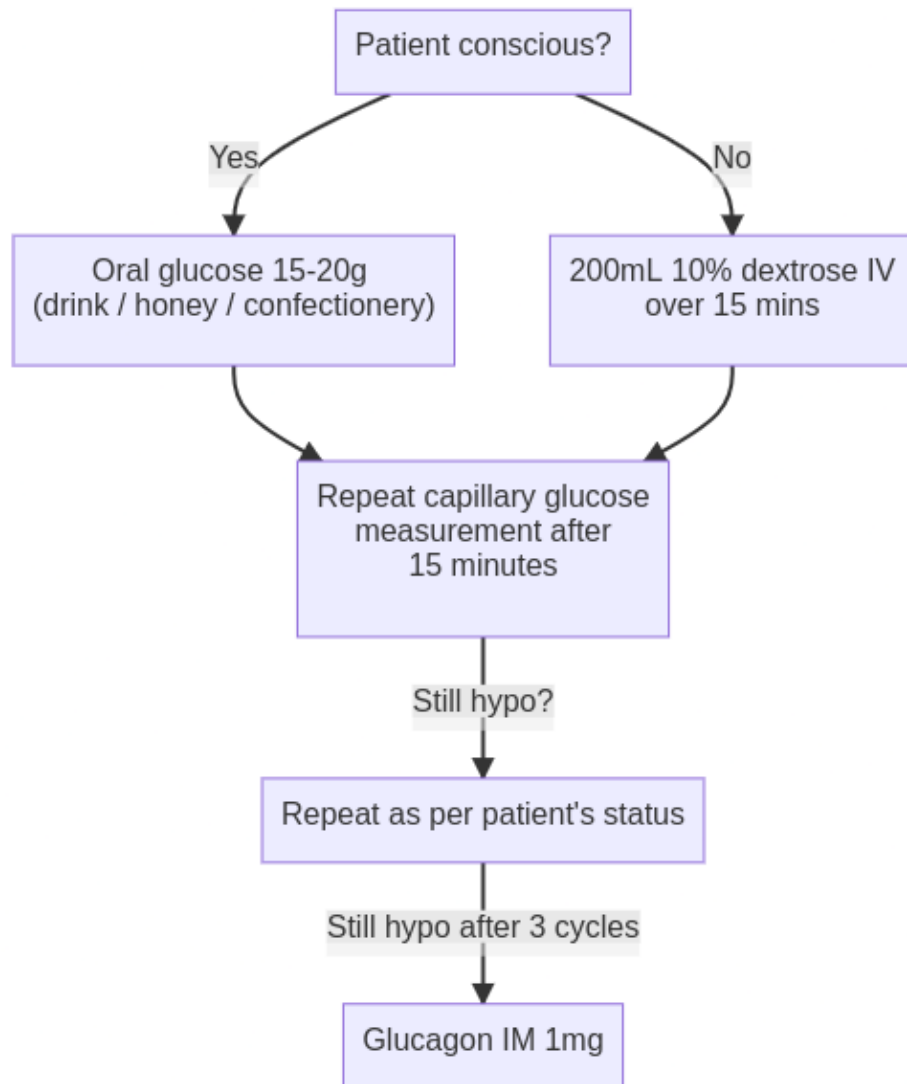 Patient conscious?
Yes
No
Oral glucose 15-20g
(drink / honey / confectionery)
200mL 10% dextrose IV
over 15 mins
Repeat capillary glucose
measurement after
15 minutes
Still hypo?
Repeat as per patient's status
Still hypo after 3 cycles
Glucagon IM 1mg